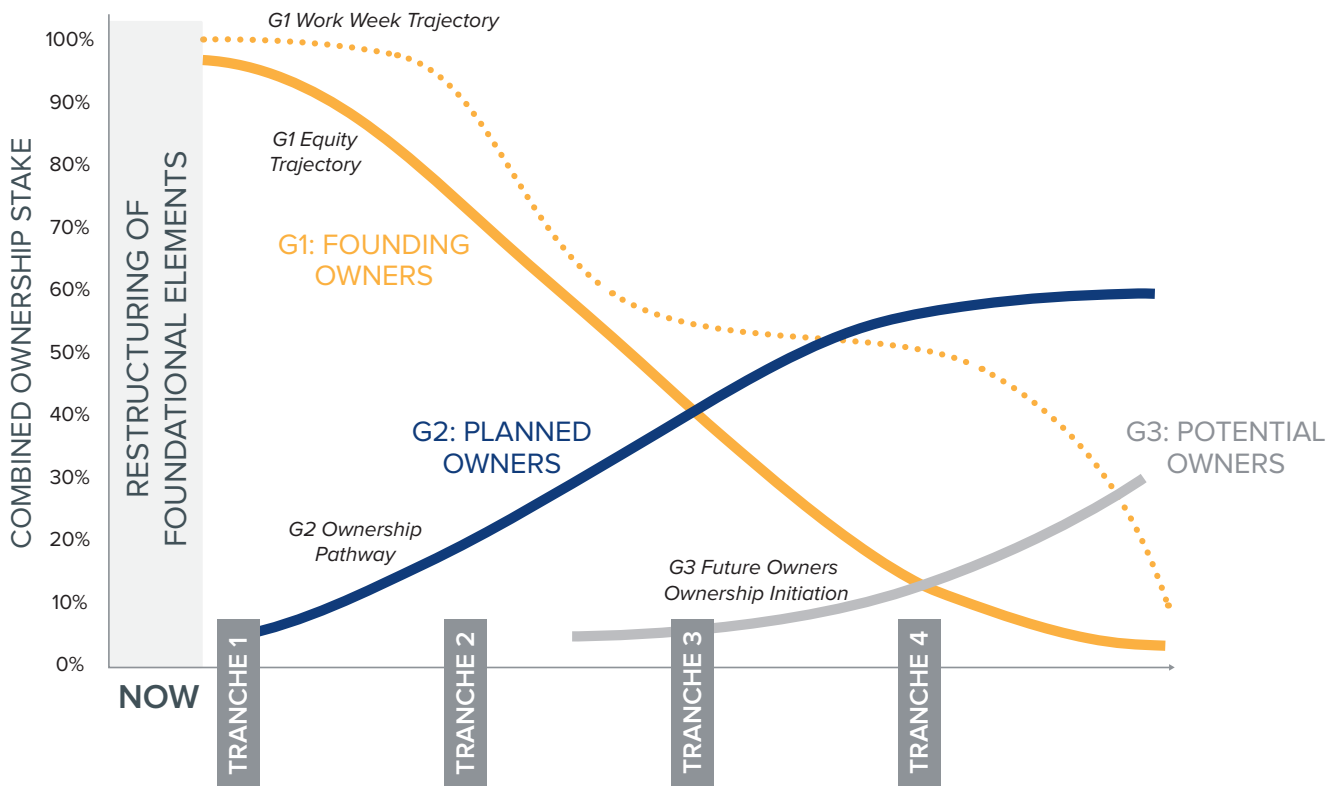 G1 Work Week Trajectory
100%
90%
80%
70%
60%
50%
40%
30%
20%
10%
0%
COMBINED OWNERSHIP STAKE
RESTRUCTURING OF
FOUNDATIONAL ELEMENTS
G1 Equity
Trajectory
G1: FOUNDING
OWNERS
G2: PLANNED
OWNERS
G3: POTENTIAL
OWNERS
G2 Ownership
Pathway
G3 Future Owners
Ownership Initiation
NOW
TRANCHE 1
TRANCHE 2
TRANCHE 3
TRANCHE 4